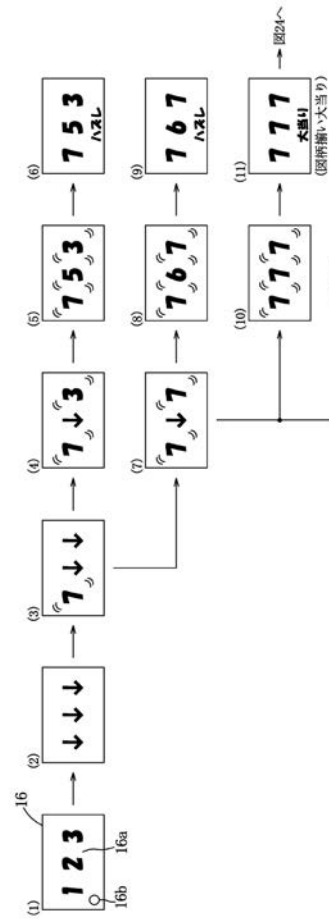 (1)
16
1 2 3
16a
16b
(2)
↓ ↓ ↓
(3)
7 ↓ ↓
(4)
7 ↓ 3
(5)
7 5 3
(6)
7 5 3
ハズレ
(7)
7 ↓ 7
(8)
7 6 7
(9)
7 6 7
ハズレ
(10)
7 7 7
(11)
7 7 7
大当り
(図柄揃い大当り)
図24へ